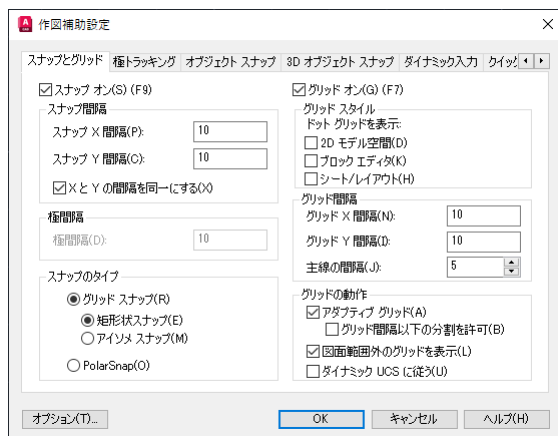 作図補助設定
スナップとグリッド 極トラッキング オブジェクト スナップ 3D オブジェクト スナップ ダイナミック入力
スナップ オン(S) (F9)
スナップ間隔
スナップ X 間隔(P): 10
スナップ Y 間隔(C): 10
X と Y の間隔を同一にする(X)
極間隔
極間隔(D): 10
スナップのタイプ
グリッド スナップ(R)
矩形状スナップ(E)
アイソメ スナップ(M)
PolarSnap(O)
グリッド オン(G) (F7)
グリッド スタイル
ドット グリッドを表示:
2D モデル空間(D)
ブロック エディタ(K)
シート/レイアウト(H)
グリッド間隔
グリッド X 間隔(N): 10
グリッド Y 間隔(I): 10
主線の間隔(J): 5
グリッドの動作
アダプティブ グリッド(A)
グリッド間隔以下の分割を許可(B)
図面範囲外のグリッドを表示(L)
ダイナミック UCS に従う(U)
オプション(T)... OK キャンセル ヘルプ(H)